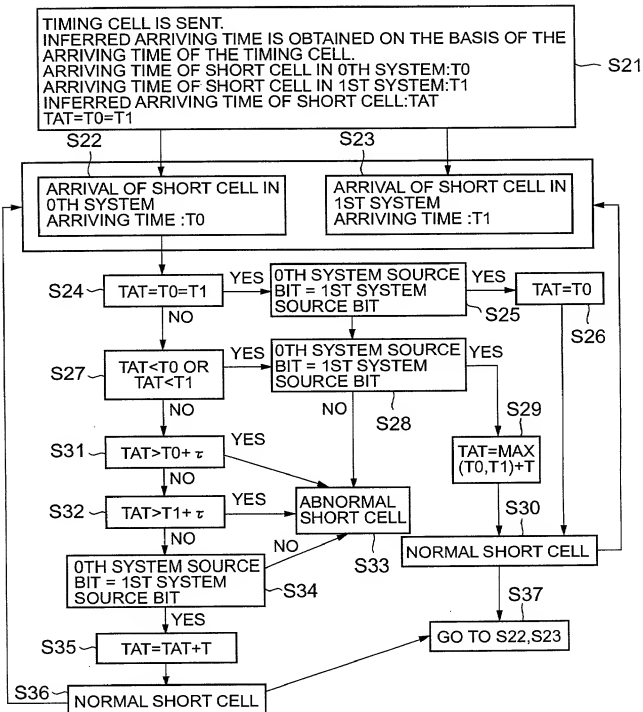 TIMING CELL IS SENT.
INFERRED ARRIVING TIME IS OBTAINED ON THE BASIS OF THE
ARRIVING TIME OF THE TIMING CELL.
ARRIVING TIME OF SHORT CELL IN 0TH SYSTEM:T0
ARRIVING TIME OF SHORT CELL IN 1ST SYSTEM:T1
INFERRED ARRIVING TIME OF SHORT CELL:TAT
TAT=T0=T1
S21
S22
S23
ARRIVAL OF SHORT CELL IN
0TH SYSTEM
ARRIVING TIME :T0
ARRIVAL OF SHORT CELL IN
1ST SYSTEM
ARRIVING TIME :T1
S24
TAT=T0=T1
YES
NO
0TH SYSTEM SOURCE
BIT = 1ST SYSTEM
SOURCE BIT
YES
S25
TAT=T0
S26
S27
TAT<T0 OR
TAT<T1
YES
NO
0TH SYSTEM SOURCE
BIT = 1ST SYSTEM
SOURCE BIT
YES
NO
S28
S29
TAT=MAX
(T0,T1)+T
S31
TAT>T0+ τ
YES
NO
S32
TAT>T1+ τ
YES
NO
ABNORMAL
SHORT CELL
S33
S30
NORMAL SHORT CELL
0TH SYSTEM SOURCE
BIT = 1ST SYSTEM
SOURCE BIT
NO
S34
YES
S35
TAT=TAT+T
S37
GO TO S22,S23
S36
NORMAL SHORT CELL